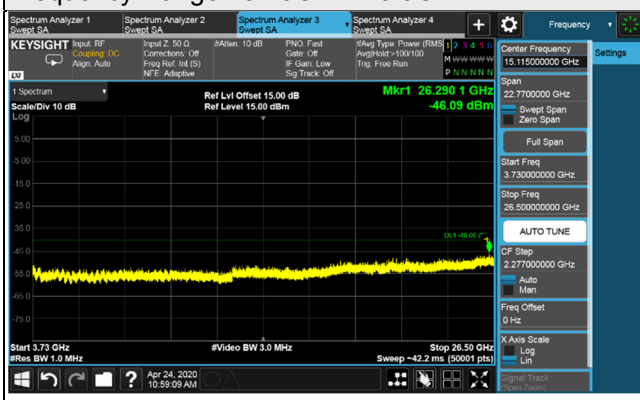 Spectrum Analyzer 1
Swept SA
Spectrum Analyzer 2
Swept SA
Spectrum Analyzer 3
Swept SA
Spectrum Analyzer 4
Swept SA
+
Frequency
KEYSIGHT
Input: RF
Coupling: DC
Align: Auto
Input Z: 50 Ω
Corrections: Off
Freq Ref: Int (S)
NFE: Adaptive
#Atten: 10 dB
PNO: Fast
Gate: Off
IF Gain: Low
Sig Track: Off
#Avg Type: Power (RMS
Avg|Hold:>100/100
Trig: Free Run
1 2 3 4 5 6
M W W W W W
P N N N N N
LXI
1 Spectrum
Scale/Div 10 dB
Log
Ref Lvl Offset 15.00 dB
Ref Level 15.00 dBm
Mkr1 26.290 1 GHz
-46.09 dBm
5.00
-5.00
-15.0
-25.0
-35.0
-45.0
-55.0
-65.0
-75.0
Start 3.73 GHz
#Res BW 1.0 MHz
#Video BW 3.0 MHz
Stop 26.50 GHz
Sweep ~42.2 ms (50001 pts)
Center Frequency
15.115000000 GHz
Settings
Span
22.7700000 GHz
Swept Span
Zero Span
Full Span
Start Freq
3.730000000 GHz
Stop Freq
26.500000000 GHz
AUTO TUNE
CF Step
2.277000000 GHz
Auto
Man
Freq Offset
0 Hz
X Axis Scale
Log
Lin
Signal Track
(Span Zoom)
?
Apr 24, 2020
10:59:09 AM